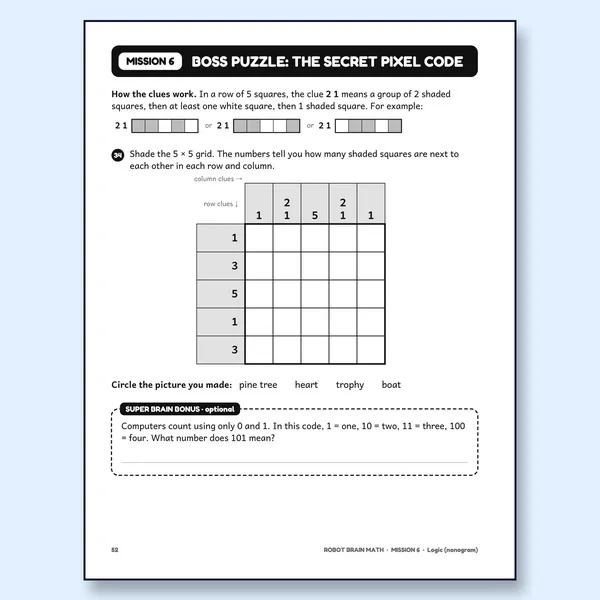 MISSION 6 BOSS PUZZLE: THE SECRET PIXEL CODE
How the clues work. In a row of 5 squares, the clue 2 1 means a group of 2 shaded
squares, then at least one white square, then 1 shaded square. For example:
2 1 or 2 1 or 2 1
34 Shade the 5 × 5 grid. The numbers tell you how many shaded squares are next to
each other in each row and column.
column clues →
row clues ↓
2 2
1 1 5 1 1
1
3
5
1
3
Circle the picture you made: pine tree heart trophy boat
SUPER BRAIN BONUS · optional
Computers count using only 0 and 1. In this code, 1 = one, 10 = two, 11 = three, 100
= four. What number does 101 mean?
52 ROBOT BRAIN MATH · MISSION 6 · Logic (nonogram)